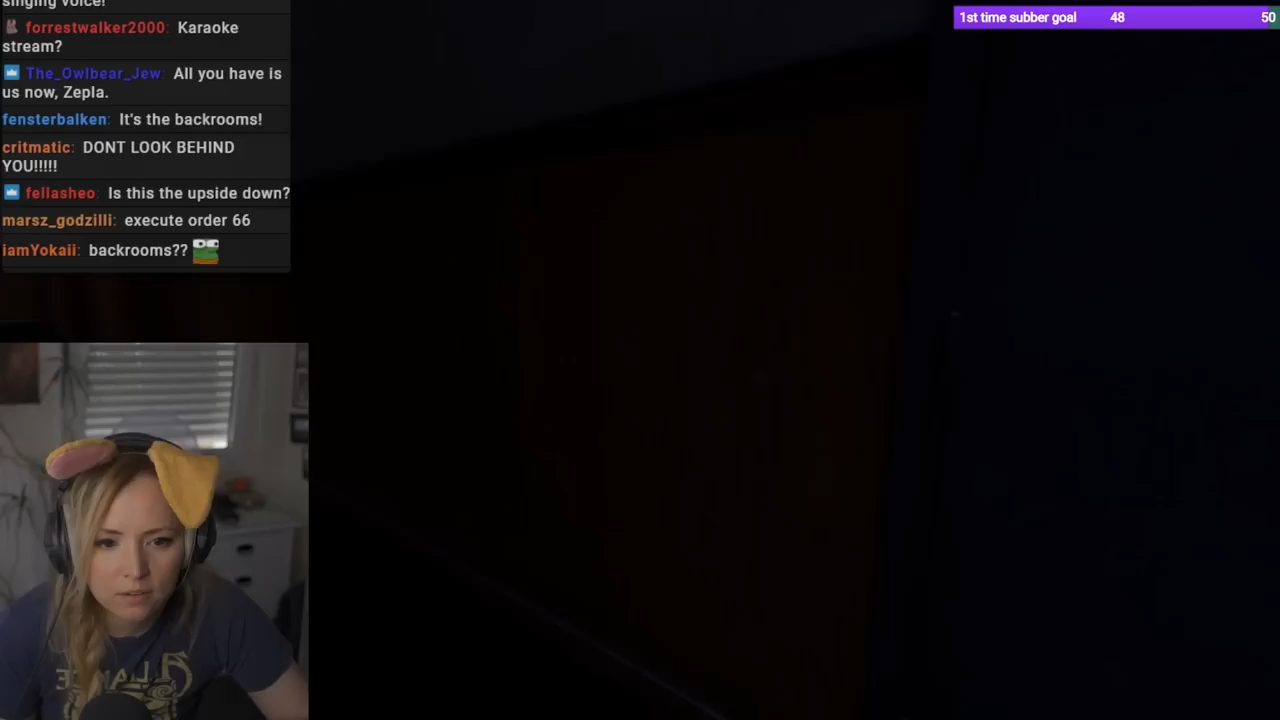 singing voice!
forrestwalker2000: Karaoke
stream?
The_Owlbear_Jew: All you have is
us now, Zepla.
fensterbalken: It's the backrooms!
critmatic: DONT LOOK BEHIND
YOU!!!!!
fellasheo: Is this the upside down?
marsz_godzilli: execute order 66
iamYokaii: backrooms??
1st time subber goal 48 50